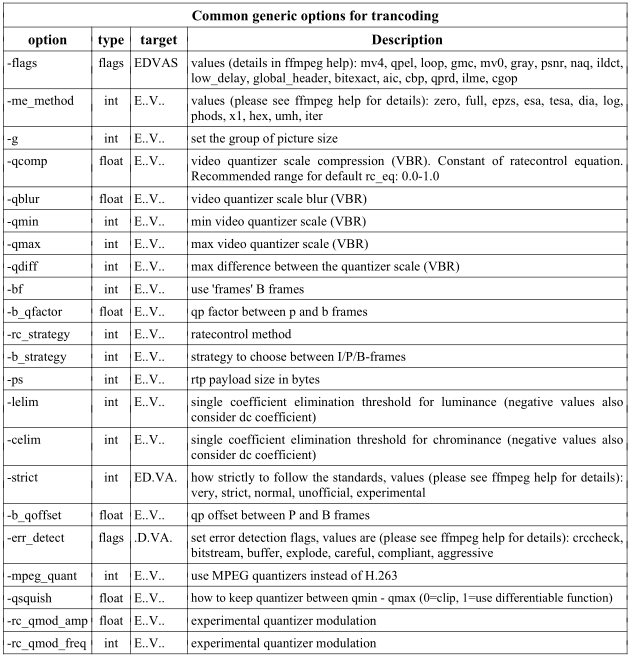 Common generic options for trancoding
option type target Description
-flags flags EDVAS values (details in ffmpeg help): mv4, qpel, loop, gmc, mv0, gray, psnr, naq, ildct,
low_delay, global_header, bitexact, aic, cbp, qprd, ilme, cgop
-me_method int E..V.. values (please see ffmpeg help for details): zero, full, epzs, esa, tesa, dia, log,
phods, x1, hex, umh, iter
-g int E..V.. set the group of picture size
-qcomp float E..V.. video quantizer scale compression (VBR). Constant of ratecontrol equation.
Recommended range for default rc_eq: 0.0-1.0
-qblur float E..V.. video quantizer scale blur (VBR)
-qmin int E..V.. min video quantizer scale (VBR)
-qmax int E..V.. max video quantizer scale (VBR)
-qdiff int E..V.. max difference between the quantizer scale (VBR)
-bf int E..V.. use 'frames' B frames
-b_qfactor float E..V.. qp factor between p and b frames
-rc_strategy int E..V.. ratecontrol method
-b_strategy int E..V.. strategy to choose between I/P/B-frames
-ps int E..V.. rtp payload size in bytes
-lelim int E..V.. single coefficient elimination threshold for luminance (negative values also
consider dc coefficient)
-celim int E..V.. single coefficient elimination threshold for chrominance (negative values also
consider dc coefficient)
-strict int ED.VA. how strictly to follow the standards, values (please see ffmpeg help for details):
very, strict, normal, unofficial, experimental
-b_qoffset float E..V.. qp offset between P and B frames
-err_detect flags .D.VA. set error detection flags, values are (please see ffmpeg help for details): crccheck,
bitstream, buffer, explode, careful, compliant, aggressive
-mpeg_quant int E..V.. use MPEG quantizers instead of H.263
-qsquish float E..V.. how to keep quantizer between qmin - qmax (0=clip, 1=use differentiable function)
-rc_qmod_amp float E..V.. experimental quantizer modulation
-rc_qmod_freq int E..V.. experimental quantizer modulation